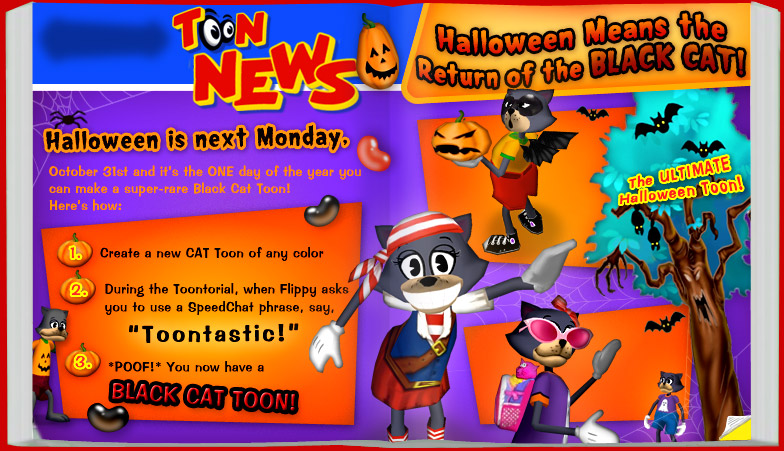 TOON
NEWS
Halloween is next Monday.
October 31st and it's the ONE day of the year you
can make a super-rare Black Cat Toon!
Here's how:
1. Create a new CAT Toon of any color
2. During the Toontorial, when Flippy asks
you to use a SpeedChat phrase, say,
"Toontastic!"
3. *POOF!* You now have a
BLACK CAT TOON!
Halloween Means the
Return of the BLACK CAT!
The ULTIMATE
Halloween Toon!